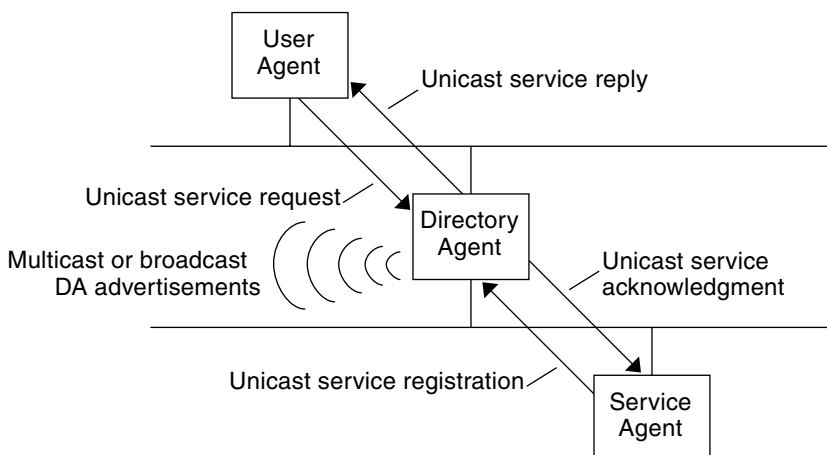 User
Agent
Unicast service reply
Unicast service request
Directory
Agent
Multicast or broadcast
DA advertisements
Unicast service
acknowledgment
Unicast service registration
Service
Agent